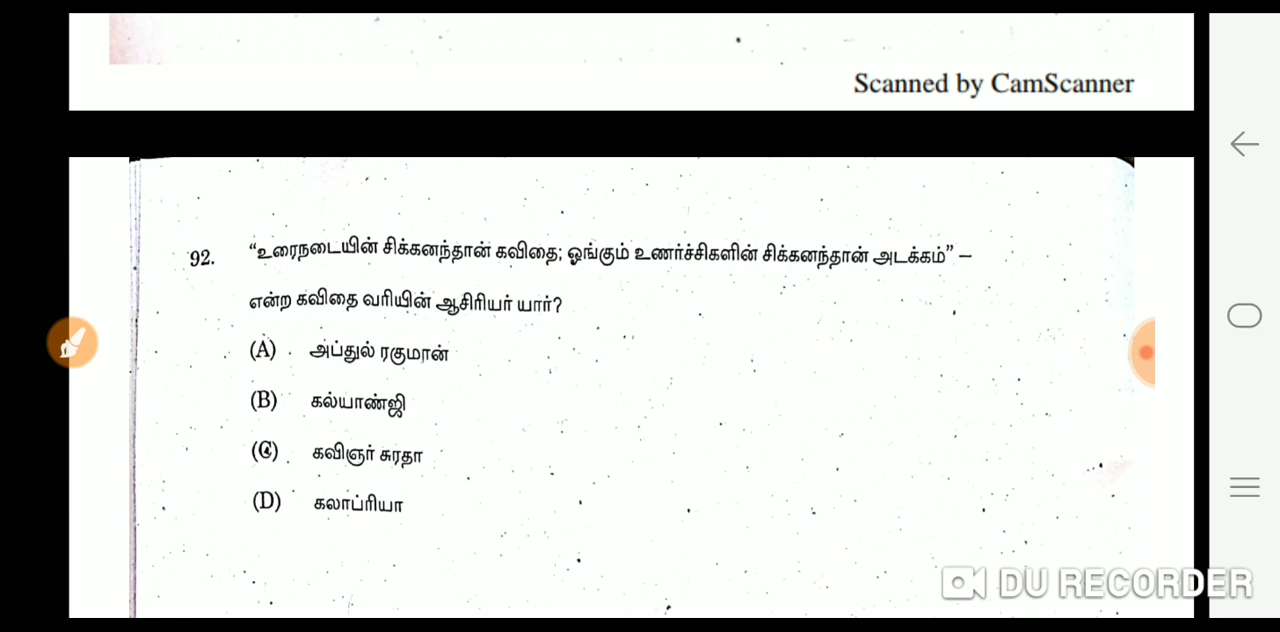 Scanned by CamScanner
92. “உரைநடையின் சிக்கனந்தான் கவிதை; ஓங்கும் உணர்ச்சிகளின் சிக்கனந்தான் அடக்கம்” –
என்ற கவிதை வரியின் ஆசிரியர் யார்?
(A) அப்துல் ரகுமான்
(B) கல்யாண்ஜி
(C) கவிஞர் சுரதா
(D) கலாப்ரியா
DU RECORDER